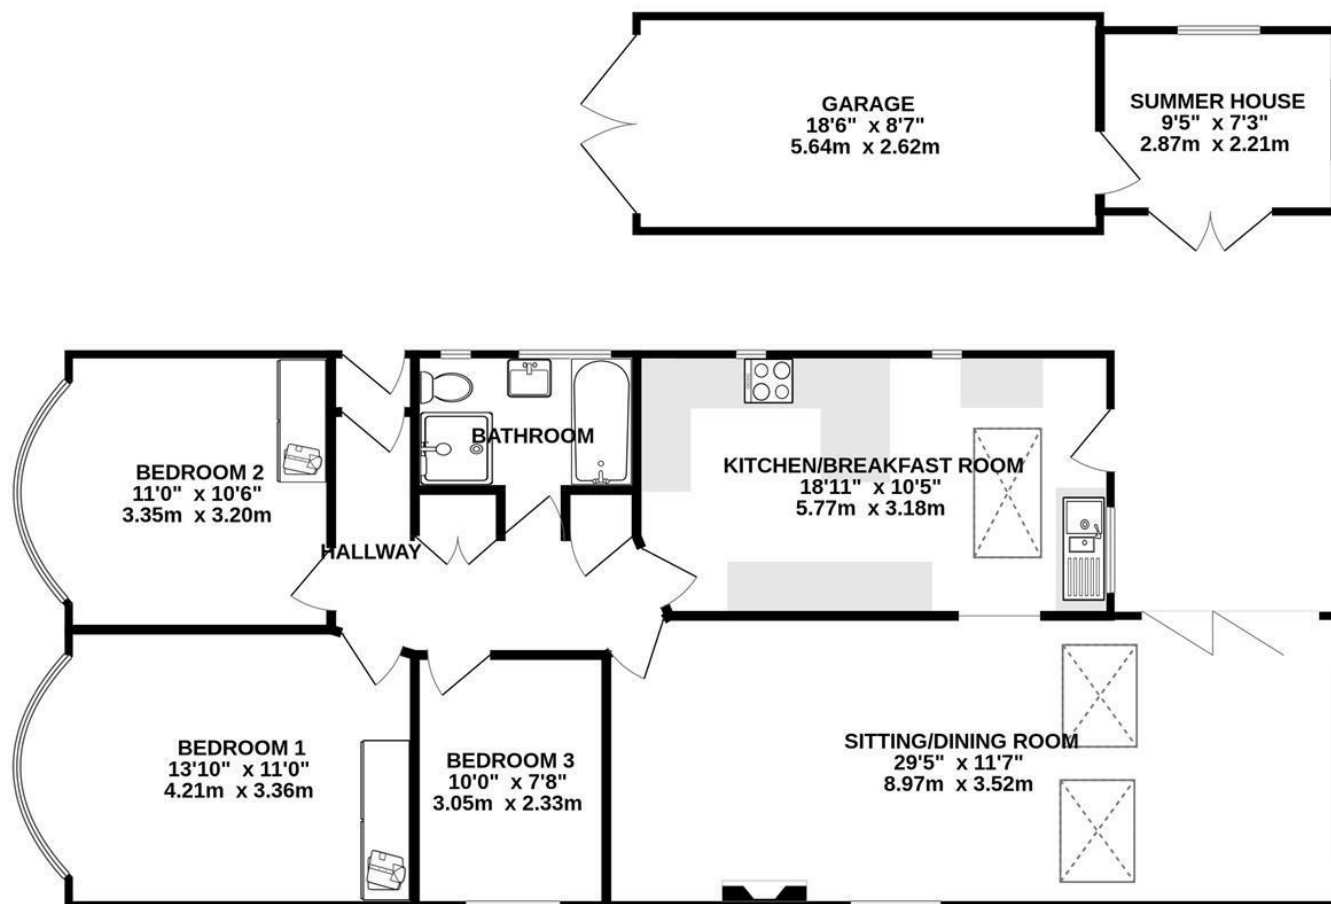 GARAGE
18'6" x 8'7"
5.64m x 2.62m
SUMMER HOUSE
9'5" x 7'3"
2.87m x 2.21m
BEDROOM 2
11'0" x 10'6"
3.35m x 3.20m
HALLWAY
BATHROOM
KITCHEN/BREAKFAST ROOM
18'11" x 10'5"
5.77m x 3.18m
BEDROOM 1
13'10" x 11'0"
4.21m x 3.36m
BEDROOM 3
10'0" x 7'8"
3.05m x 2.33m
SITTING/DINING ROOM
29'5" x 11'7"
8.97m x 3.52m